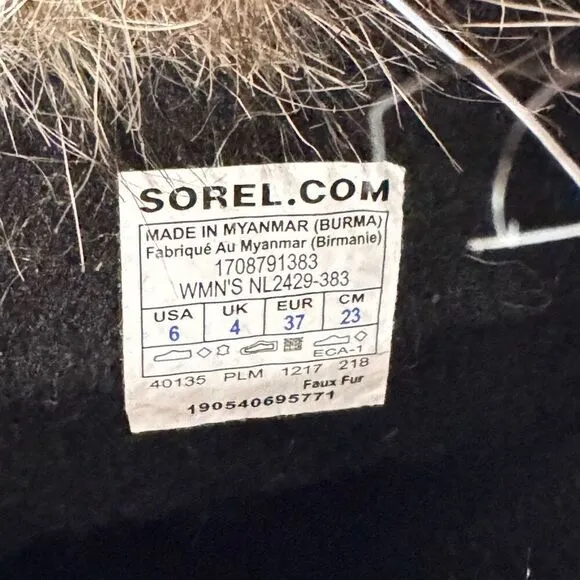 SOREL.COM
MADE IN MYANMAR (BURMA)
Fabriqué Au Myanmar (Birmanie)
1708791383
WMN'S NL2429-383
USA UK EUR CM
6 4 37 23
ECA-1
40135 PLM 1217 218
Faux Fur
190540695771